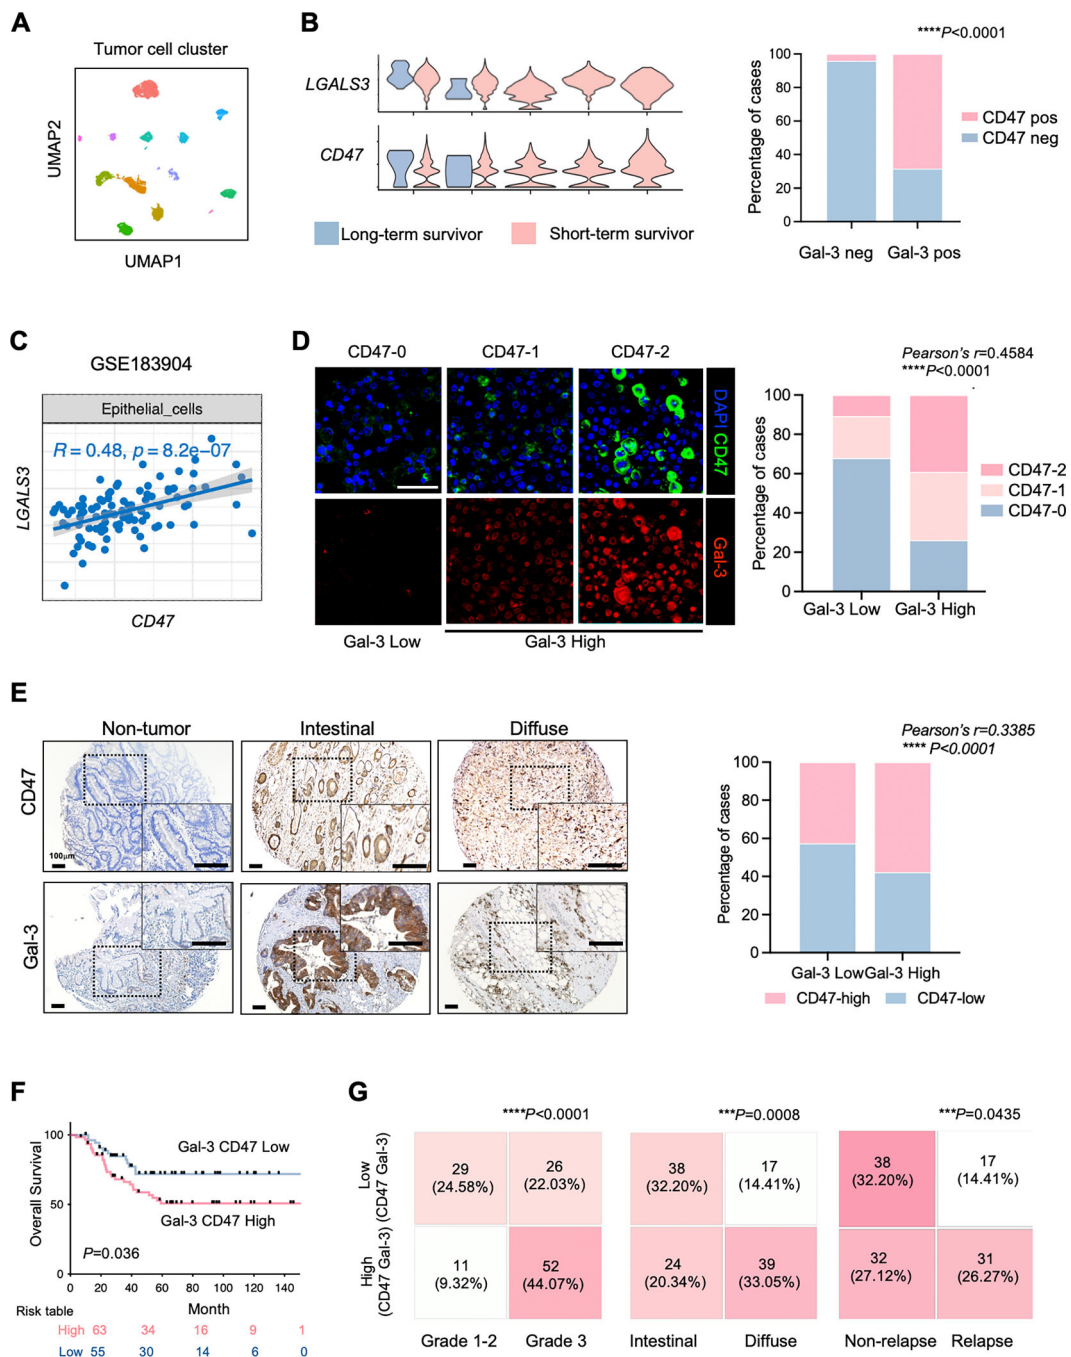 A
Tumor cell cluster
UMAP2
UMAP1
B
LGALS3
CD47
Long-term survivor
Short-term survivor
****P<0.0001
Percentage of cases
100
80
60
40
20
0
Gal-3 neg
Gal-3 pos
CD47 pos
CD47 neg
C
GSE183904
Epithelial_cells
R = 0.48, p = 8.2e−07
LGALS3
CD47
D
CD47-0
CD47-1
CD47-2
DAPI CD47
Gal-3
Gal-3 Low
Gal-3 High
Pearson's r=0.4584
****P<0.0001
Percentage of cases
100
80
60
40
20
0
Gal-3 Low
Gal-3 High
CD47-2
CD47-1
CD47-0
E
Non-tumor
Intestinal
Diffuse
CD47
100μm
Gal-3
Pearson's r=0.3385
**** P<0.0001
Percentage of cases
100
80
60
40
20
0
Gal-3 Low
Gal-3 High
CD47-high
CD47-low
F
Overall Survival
100
50
0
Gal-3 CD47 Low
Gal-3 CD47 High
P=0.036
0 20 40 60 80 100 120 140
Month
Risk table
High 63 34 16 9 1
Low 55 30 14 6 0
G
****P<0.0001
***P=0.0008
***P=0.0435
Low
(CD47 Gal-3)
High
(CD47 Gal-3)
29
(24.58%)
26
(22.03%)
38
(32.20%)
17
(14.41%)
38
(32.20%)
17
(14.41%)
11
(9.32%)
52
(44.07%)
24
(20.34%)
39
(33.05%)
32
(27.12%)
31
(26.27%)
Grade 1-2
Grade 3
Intestinal
Diffuse
Non-relapse
Relapse